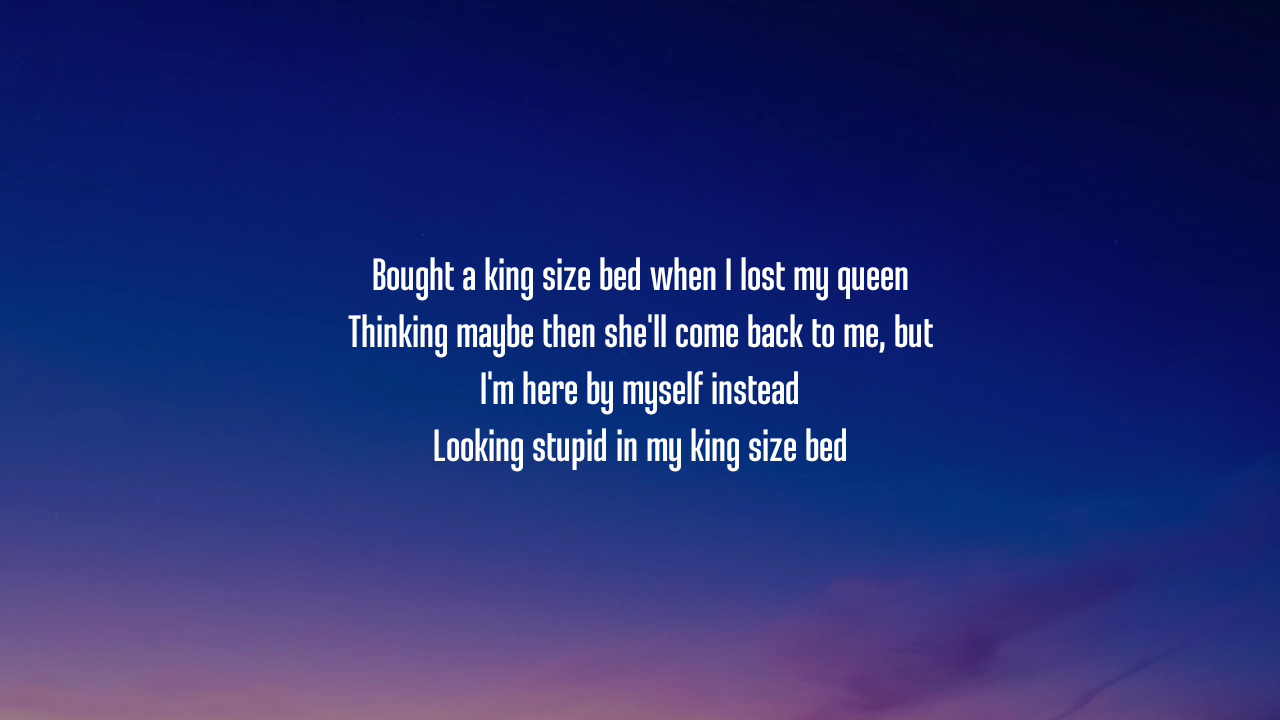 Bought a king size bed when I lost my queen
Thinking maybe then she'll come back to me, but
I'm here by myself instead
Looking stupid in my king size bed